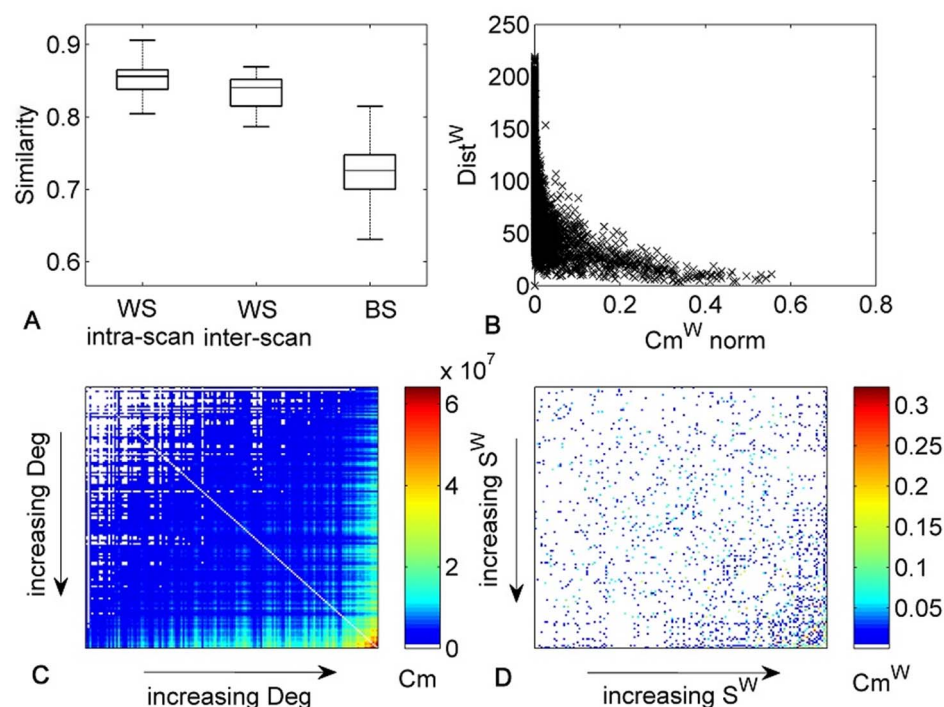 0.9
0.8
0.7
0.6
Similarity
WS
intra-scan
WS
inter-scan
BS
A
250
200
150
100
50
0
Dist^W
0
0.2
0.4
0.6
0.8
Cm^W norm
B
increasing Deg
increasing Deg
C
x 10^7
6
4
2
0
Cm
increasing S^W
increasing S^W
D
0.3
0.25
0.2
0.15
0.1
0.05
Cm^W